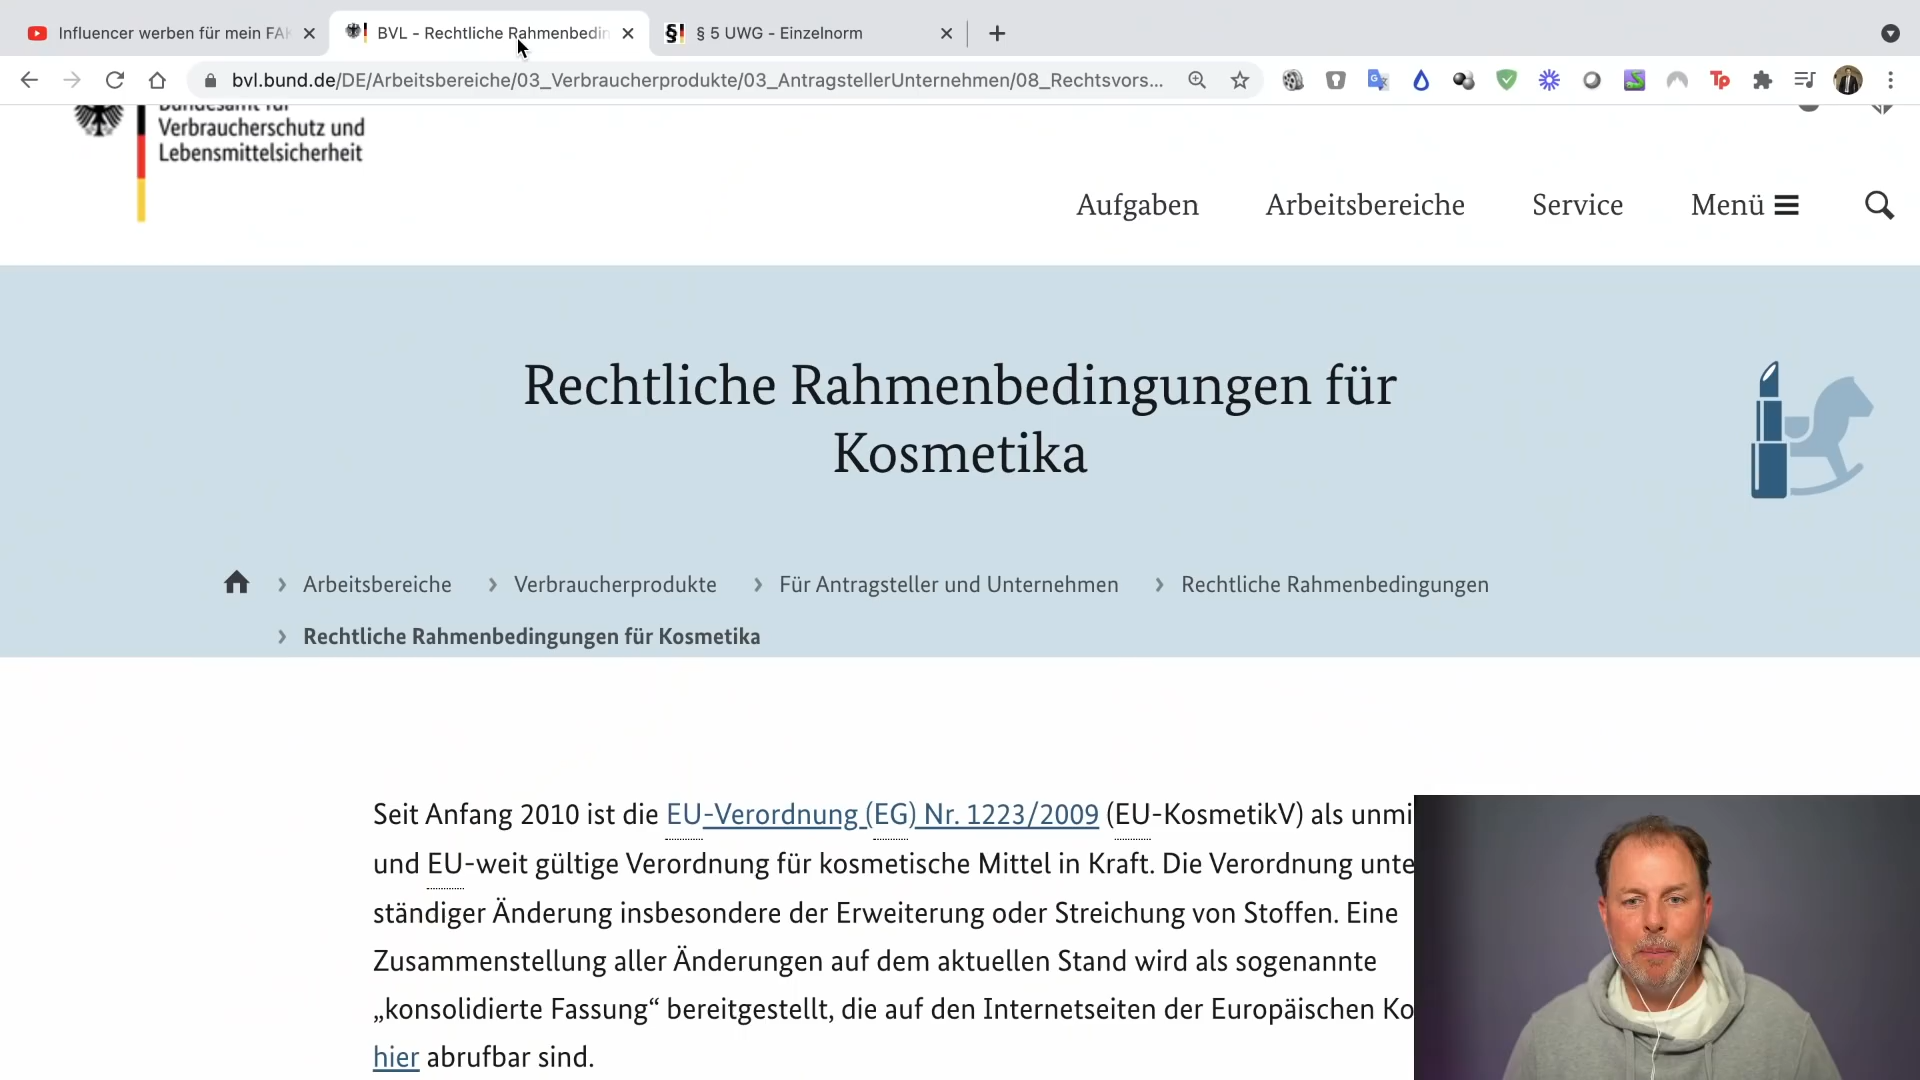 Influencer werben für mein FAK
BVL - Rechtliche Rahmenbedin
§ 5 UWG - Einzelnorm
bvl.bund.de/DE/Arbeitsbereiche/03_Verbraucherprodukte/03_AntragstellerUnternehmen/08_Rechtsvors...
Bundesamt für
Verbraucherschutz und
Lebensmittelsicherheit
Aufgaben
Arbeitsbereiche
Service
Menü
Rechtliche Rahmenbedingungen für
Kosmetika
Arbeitsbereiche › Verbraucherprodukte › Für Antragsteller und Unternehmen › Rechtliche Rahmenbedingungen
› Rechtliche Rahmenbedingungen für Kosmetika
Seit Anfang 2010 ist die EU-Verordnung (EG) Nr. 1223/2009 (EU-KosmetikV) als unmi
und EU-weit gültige Verordnung für kosmetische Mittel in Kraft. Die Verordnung unte
ständiger Änderung insbesondere der Erweiterung oder Streichung von Stoffen. Eine
Zusammenstellung aller Änderungen auf dem aktuellen Stand wird als sogenannte
„konsolidierte Fassung“ bereitgestellt, die auf den Internetseiten der Europäischen Ko
hier abrufbar sind.